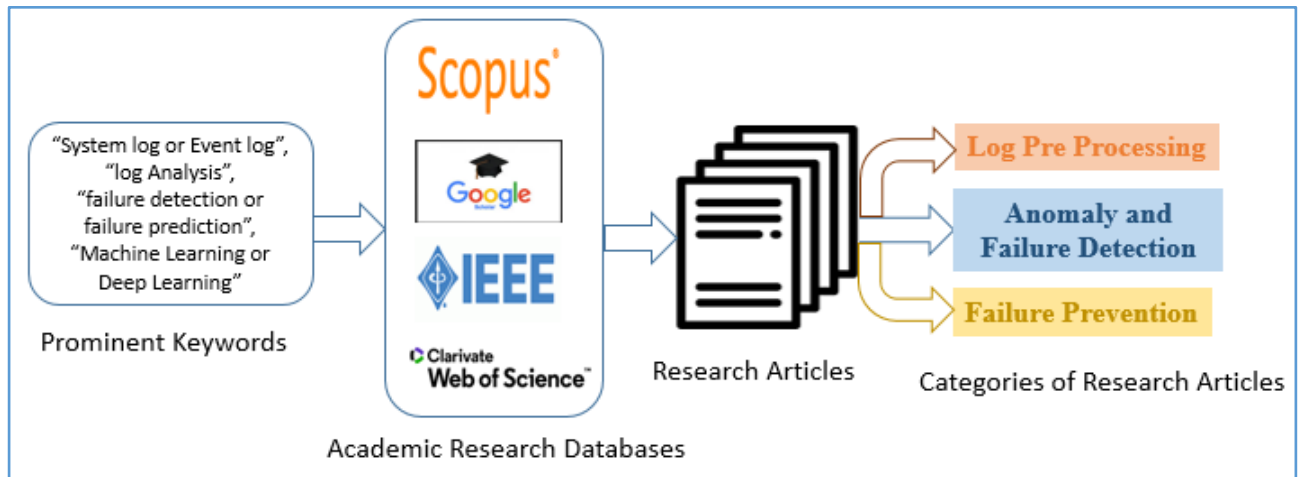 “System log or Event log”,
“log Analysis”,
“failure detection or
failure prediction”,
“Machine Learning or
Deep Learning”
Prominent Keywords
Scopus®
Google
Scholar
IEEE
Clarivate
Web of Science™
Academic Research Databases
Research Articles
Log Pre Processing
Anomaly and
Failure Detection
Failure Prevention
Categories of Research Articles